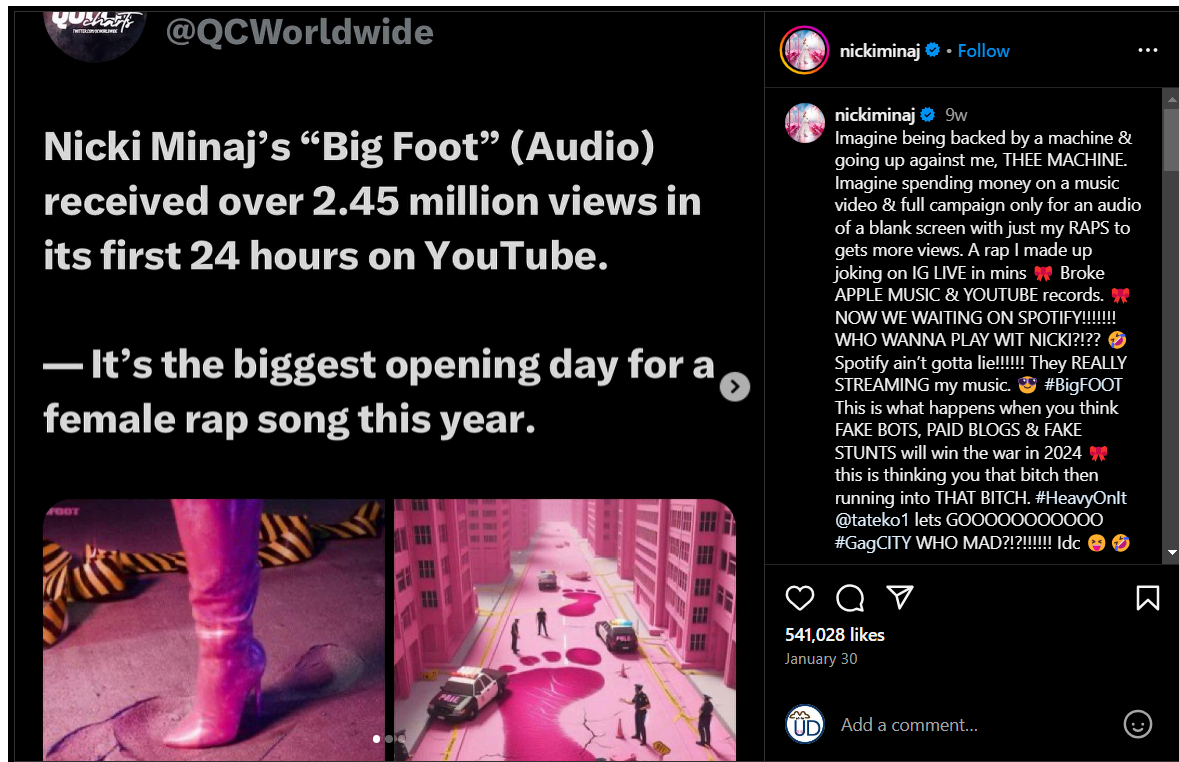 QUIET charts
TWITTER.COM/QCWORLDWIDE
@QCWorldwide
Nicki Minaj’s “Big Foot” (Audio)
received over 2.45 million views in
its first 24 hours on YouTube.
— It’s the biggest opening day for a
female rap song this year.
FOOT
nickiminaj • Follow
nickiminaj 9w
Imagine being backed by a machine &
going up against me, THEE MACHINE.
Imagine spending money on a music
video & full campaign only for an audio
of a blank screen with just my RAPS to
gets more views. A rap I made up
joking on IG LIVE in mins 🎀 Broke
APPLE MUSIC & YOUTUBE records. 🎀
NOW WE WAITING ON SPOTIFY!!!!!!!
WHO WANNA PLAY WIT NICKI?!?? 🤣
Spotify ain’t gotta lie!!!!!! They REALLY
STREAMING my music. 😎 #BigFOOT
This is what happens when you think
FAKE BOTS, PAID BLOGS & FAKE
STUNTS will win the war in 2024 🎀
this is thinking you that bitch then
running into THAT BITCH. #HeavyOnIt
@tateko1 lets GOOOOOOOOOOO
#GagCITY WHO MAD?!?!!!!!! Idc 😝 🤣
541,028 likes
January 30
UD
Add a comment...